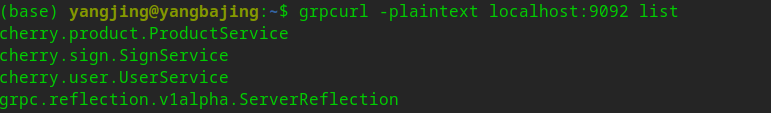 (base) yangjing@yangbajing:~$ grpcurl -plaintext localhost:9092 list
cherry.product.ProductService
cherry.sign.SignService
cherry.user.UserService
grpc.reflection.v1alpha.ServerReflection